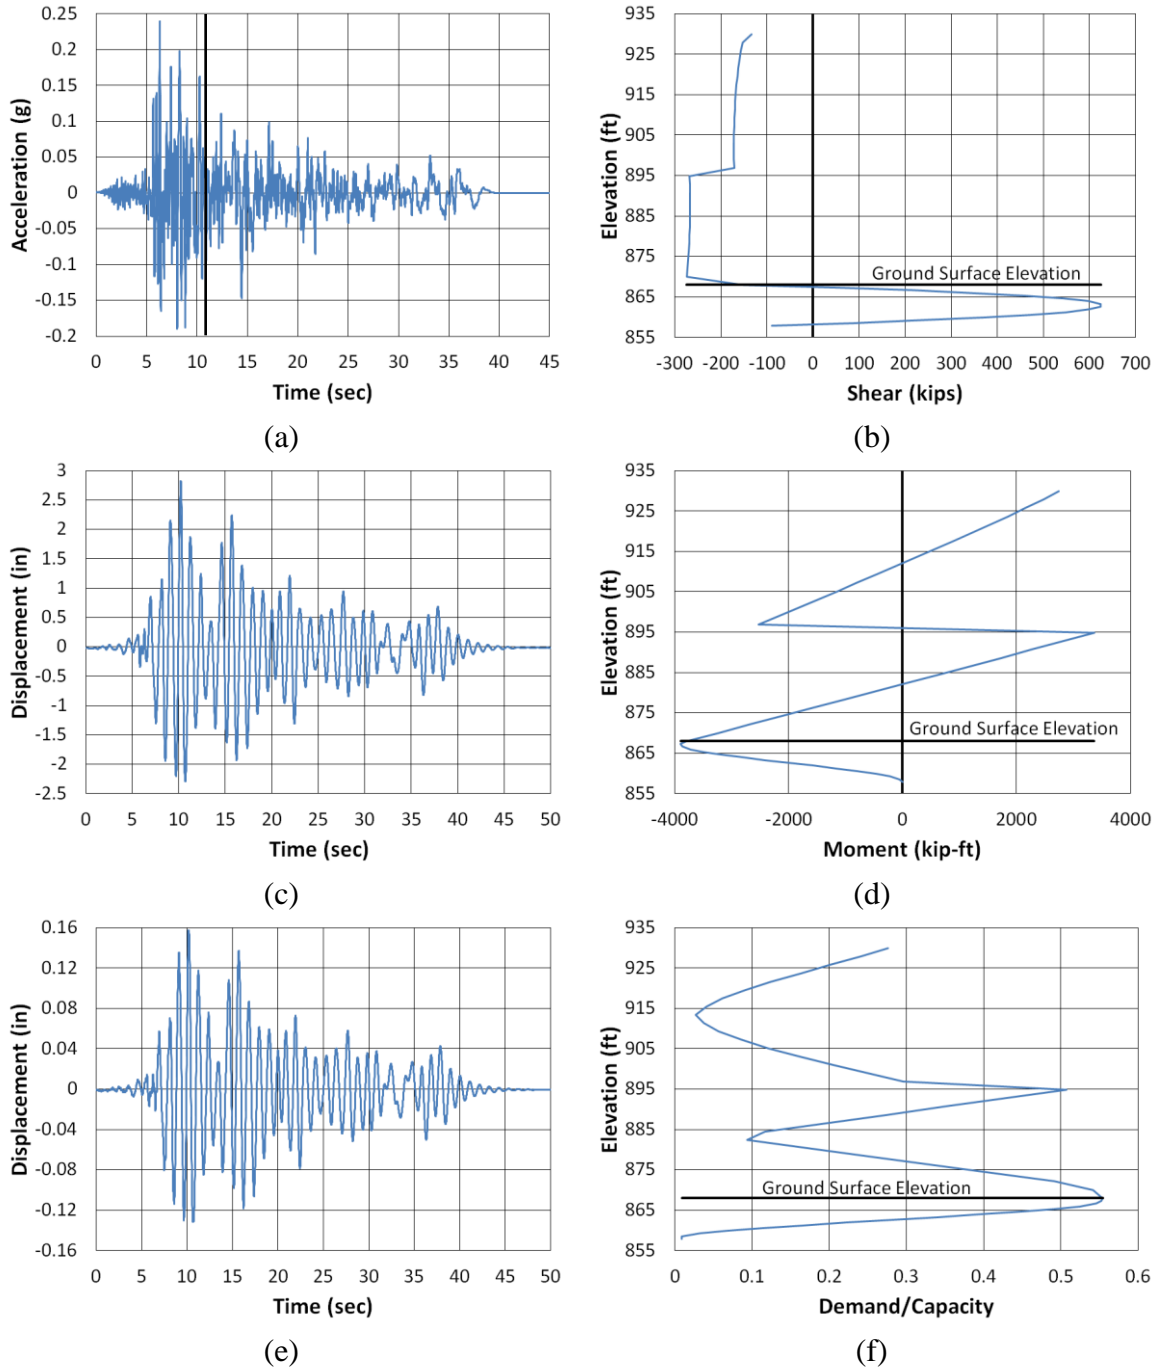 0.25
0.2
0.15
0.1
0.05
0
-0.05
-0.1
-0.15
-0.2
Acceleration (g)
0 5 10 15 20 25 30 35 40 45
Time (sec)
(a)
935
925
915
905
895
885
875
865
855
Elevation (ft)
Ground Surface Elevation
-300 -200 -100 0 100 200 300 400 500 600 700
Shear (kips)
(b)
3
2.5
2
1.5
1
0.5
0
-0.5
-1
-1.5
-2
-2.5
Displacement (in)
0 5 10 15 20 25 30 35 40 45 50
Time (sec)
(c)
935
925
915
905
895
885
875
865
855
Elevation (ft)
Ground Surface Elevation
-4000 -2000 0 2000 4000
Moment (kip-ft)
(d)
0.16
0.12
0.08
0.04
0
-0.04
-0.08
-0.12
-0.16
Displacement (in)
0 5 10 15 20 25 30 35 40 45 50
Time (sec)
(e)
935
925
915
905
895
885
875
865
855
Elevation (ft)
Ground Surface Elevation
0 0.1 0.2 0.3 0.4 0.5 0.6
Demand/Capacity
(f)